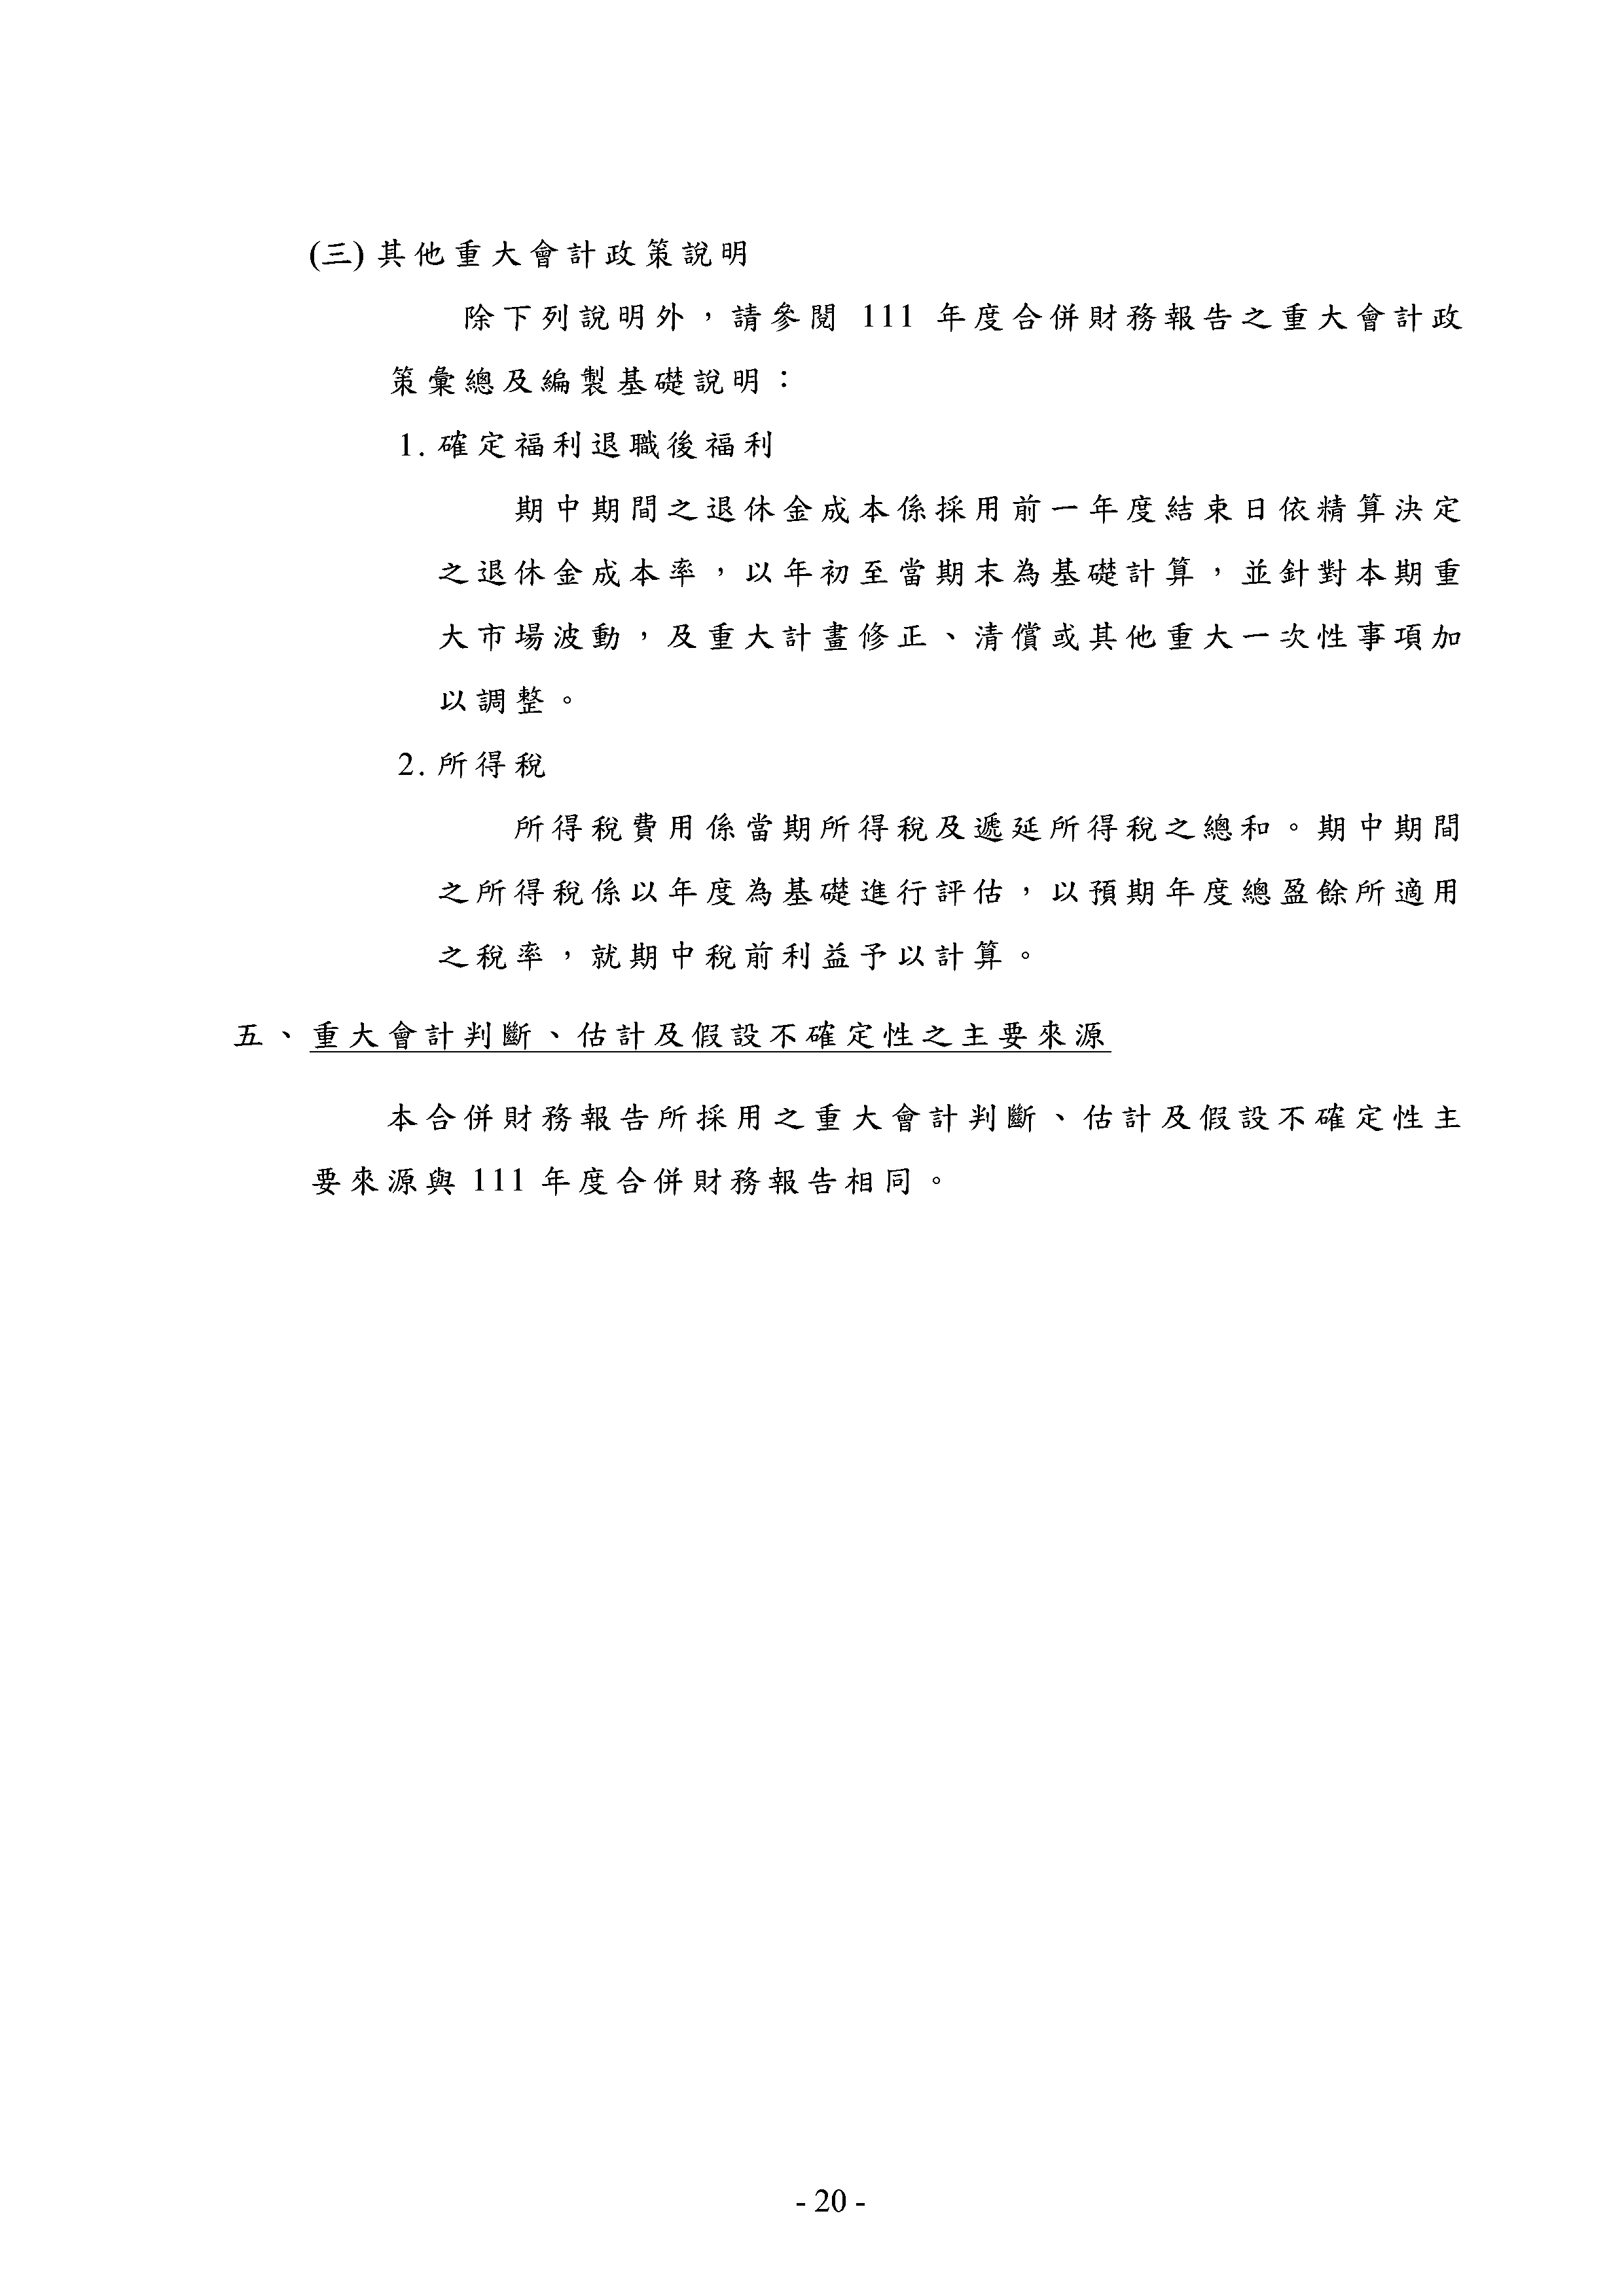 (三)其他重大會計政策說明
除下列說明外，請參閱 111 年度合併財務報告之重大會計政
策彙總及編製基礎說明：
1. 確定福利退職後福利
期中期間之退休金成本係採用前一年度結束日依精算決定
之退休金成本率，以年初至當期末為基礎計算，並針對本期重
大市場波動，及重大計畫修正、清償或其他重大一次性事項加
以調整。
2. 所得稅
所得稅費用係當期所得稅及遞延所得稅之總和。期中期間
之所得稅係以年度為基礎進行評估，以預期年度總盈餘所適用
之稅率，就期中稅前利益予以計算。
五、重大會計判斷、估計及假設不確定性之主要來源
本合併財務報告所採用之重大會計判斷、估計及假設不確定性主
要來源與 111 年度合併財務報告相同。
- 20 -